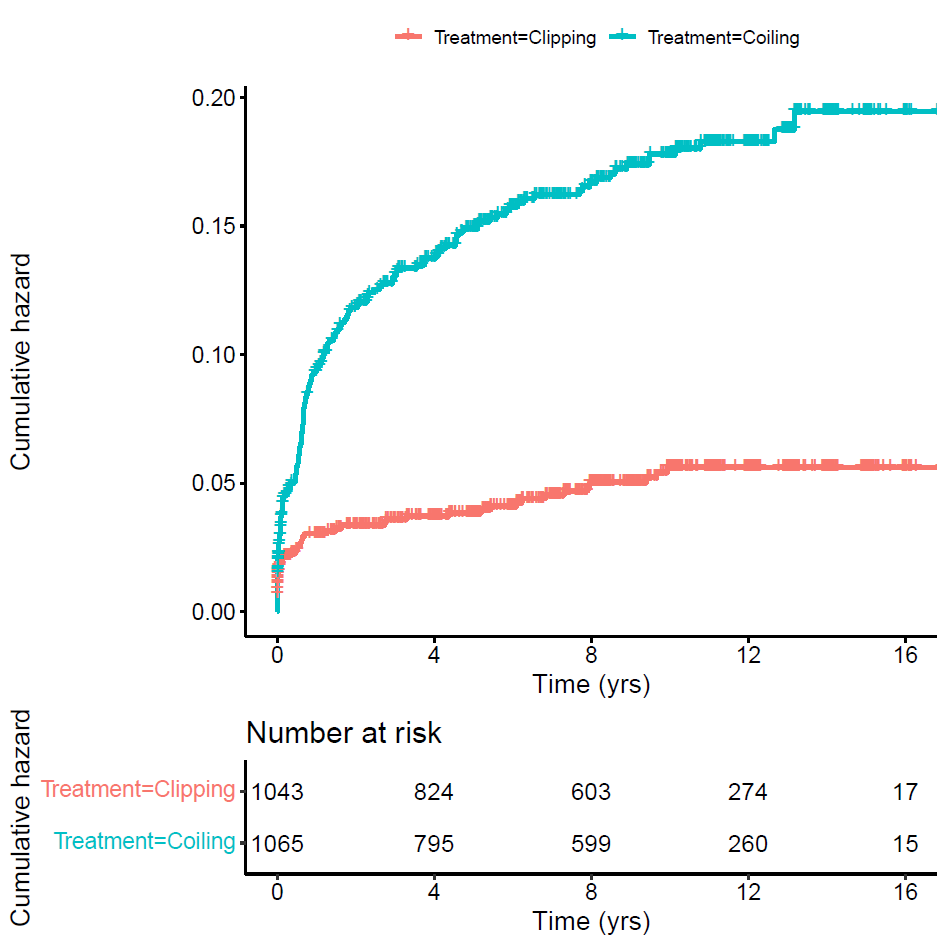 Treatment=Clipping Treatment=Coiling
Cumulative hazard
0.20
0.15
0.10
0.05
0.00
0 4 8 12 16
Time (yrs)
Number at risk
Cumulative hazard
Treatment=Clipping 1043 824 603 274 17
Treatment=Coiling 1065 795 599 260 15
0 4 8 12 16
Time (yrs)